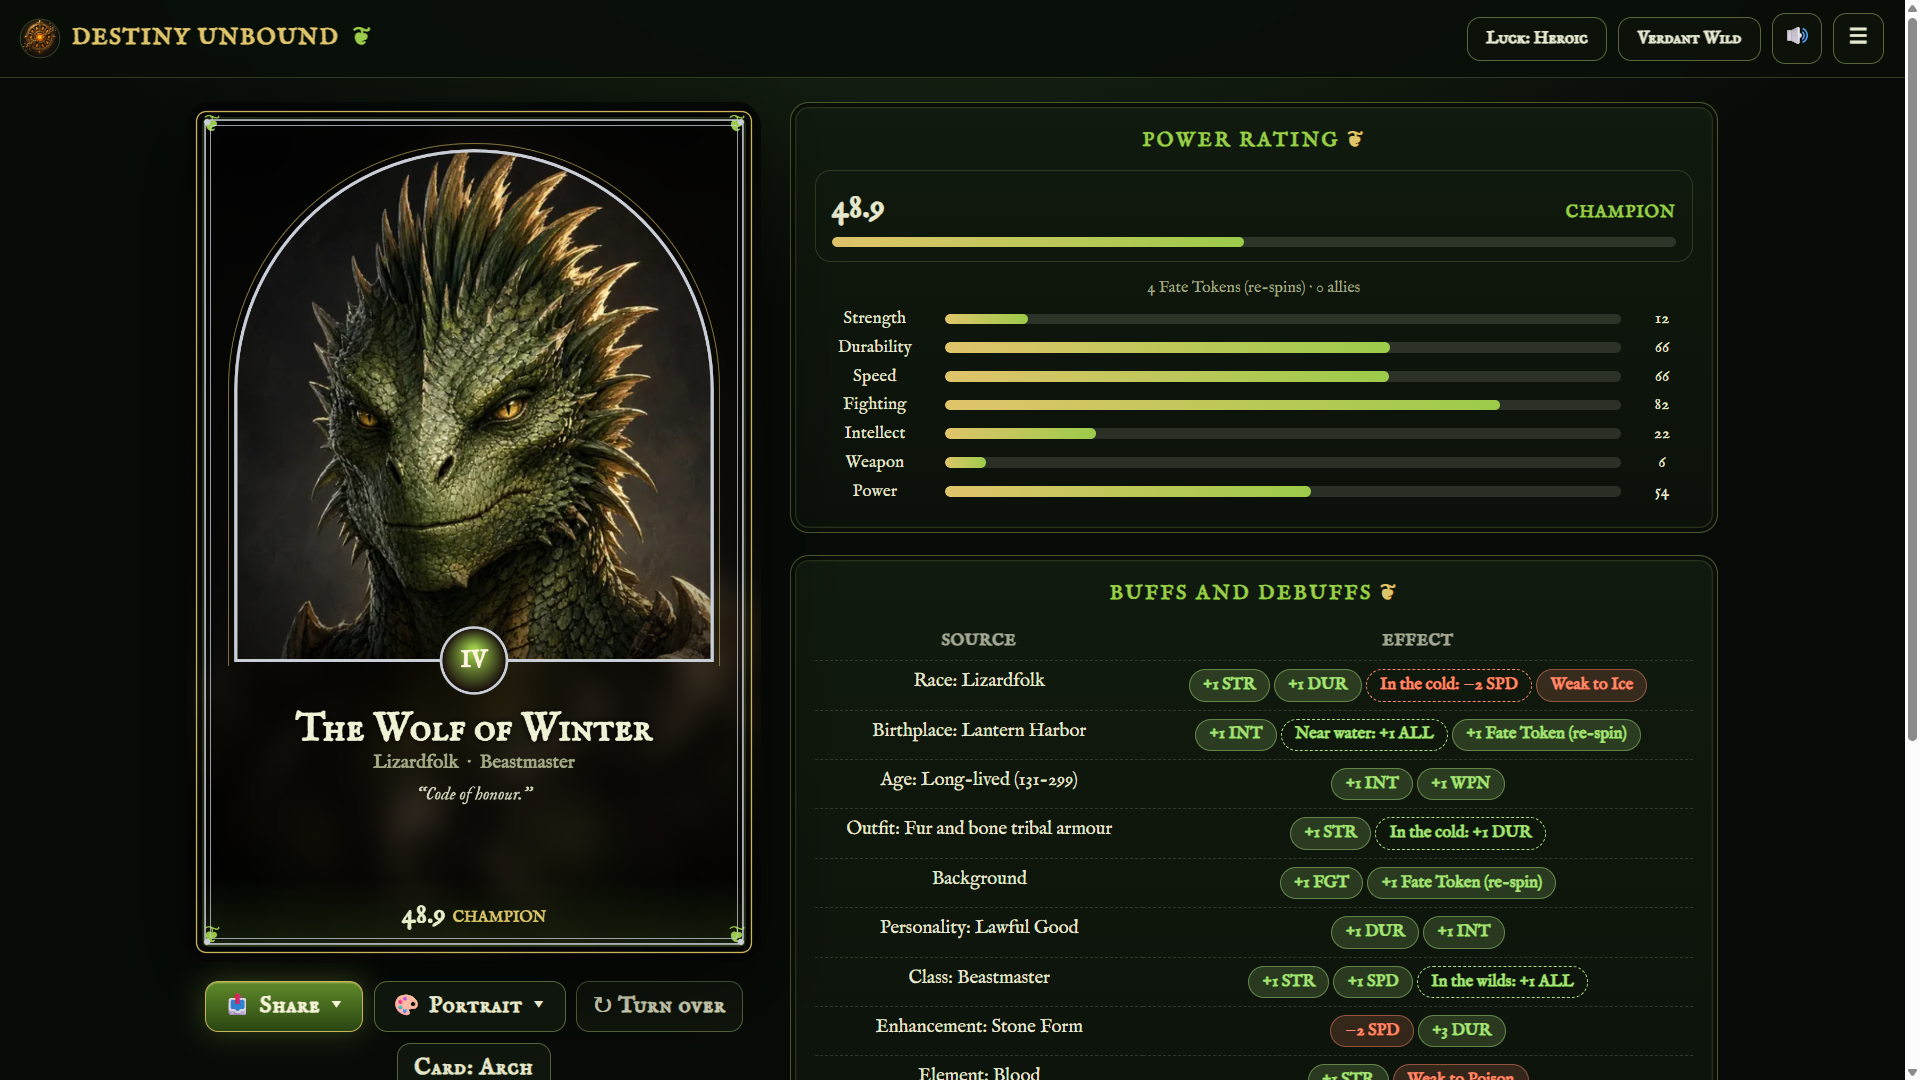 DESTINY UNBOUND
Luck: Heroic
Verdant Wild
IV
The Wolf of Winter
Lizardfolk · Beastmaster
“Code of honour.”
48.9 CHAMPION
Share
Portrait
Turn over
Card: Arch
POWER RATING
48.9
CHAMPION
4 Fate Tokens (re-spins) · 0 allies
Strength 12
Durability 66
Speed 66
Fighting 82
Intellect 22
Weapon 6
Power 54
BUFFS AND DEBUFFS
SOURCE EFFECT
Race: Lizardfolk +1 STR +1 DUR In the cold: −2 SPD Weak to Ice
Birthplace: Lantern Harbor +1 INT Near water: +1 ALL +1 Fate Token (re-spin)
Age: Long-lived (131-299) +1 INT +1 WPN
Outfit: Fur and bone tribal armour +1 STR In the cold: +1 DUR
Background +1 FGT +1 Fate Token (re-spin)
Personality: Lawful Good +1 DUR +1 INT
Class: Beastmaster +1 STR +1 SPD In the wilds: +1 ALL
Enhancement: Stone Form −2 SPD +3 DUR
Element: Blood +1 STR Weak to Poison